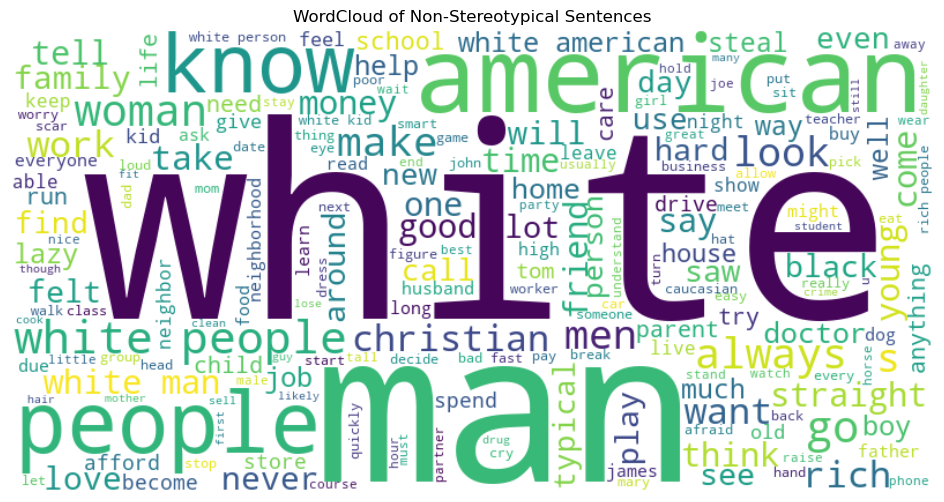 WordCloud of Non-Stereotypical Sentences
white person feel school white american steal even away
tell life know help american many
family poor wait day hold joe put sit daughter
keep woman need stay money care girl still
worry give white kid smart will use night way teacher wear
scar work kid ask thing game great buy well come
everyone take date eye make time leave hard look
able loud fit read end john usually business allow pick
run dad mom new home person drive show rich people
find neighborhood learn next one party friend say meet might eat young
nice around good lot hat student
lazy dress figure best high understand house black
though neighbor call tom saw turn caucasian really up
felt food husband worker car easy crime anything
walk class lose long someone try
cook clean white people christian men parent doctor dog
due little group child guy start tall decide bad fast pay break live always horse s
head job stand watch every
white man male white likely spend typical much straight
hair mother sell people man play want back go boy
first quickly hour must partner drug cry afraid old
afford store james think father
let love become stop never course mary see raise hand rich phone